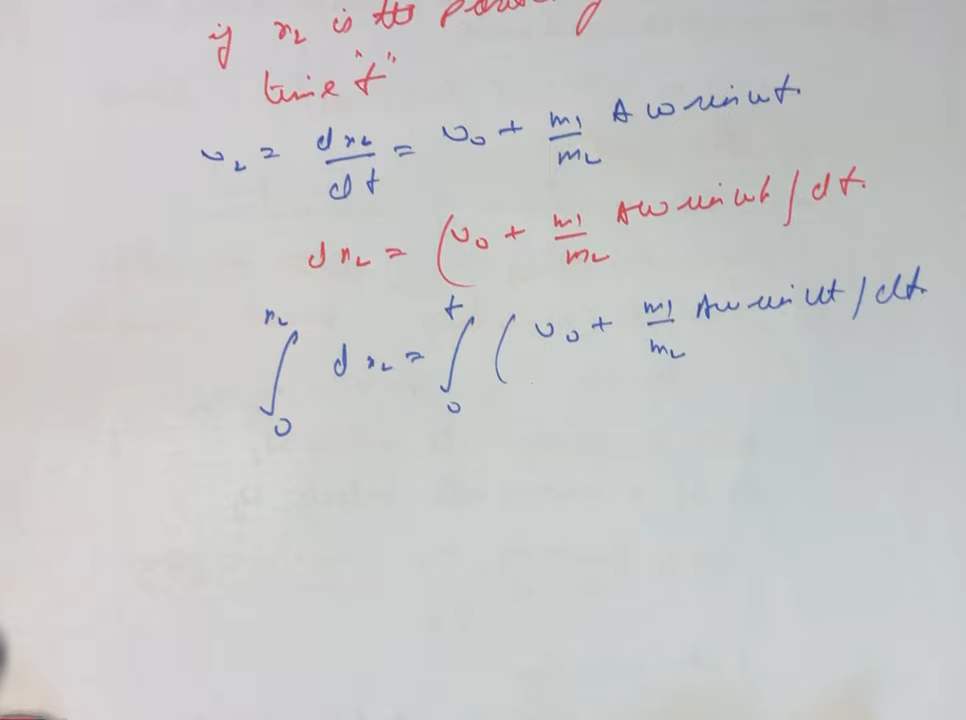 if x₂ is the
time "t"
v₂ = dx₂/dt = v₀ + m₁/m₂ Aω sin ωt.
dx₂ = (v₀ + m₁/m₂ Aω sin ωt) dt.
∫₀^x₂ dx₂ = ∫₀^t (v₀ + m₁/m₂ Aω sin ωt) dt.